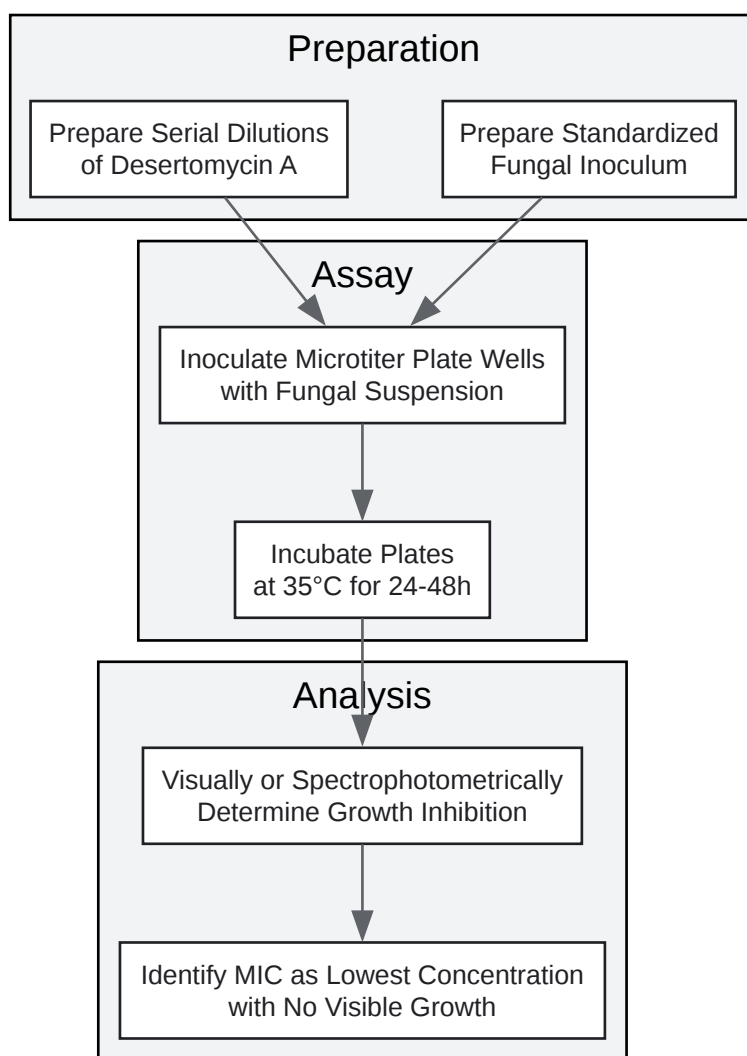 Preparation
Prepare Serial Dilutions
of Desertomycin A
Prepare Standardized
Fungal Inoculum
Assay
Inoculate Microtiter Plate Wells
with Fungal Suspension
Incubate Plates
at 35°C for 24-48h
Analysis
Visually or Spectrophotometrically
Determine Growth Inhibition
Identify MIC as Lowest Concentration
with No Visible Growth